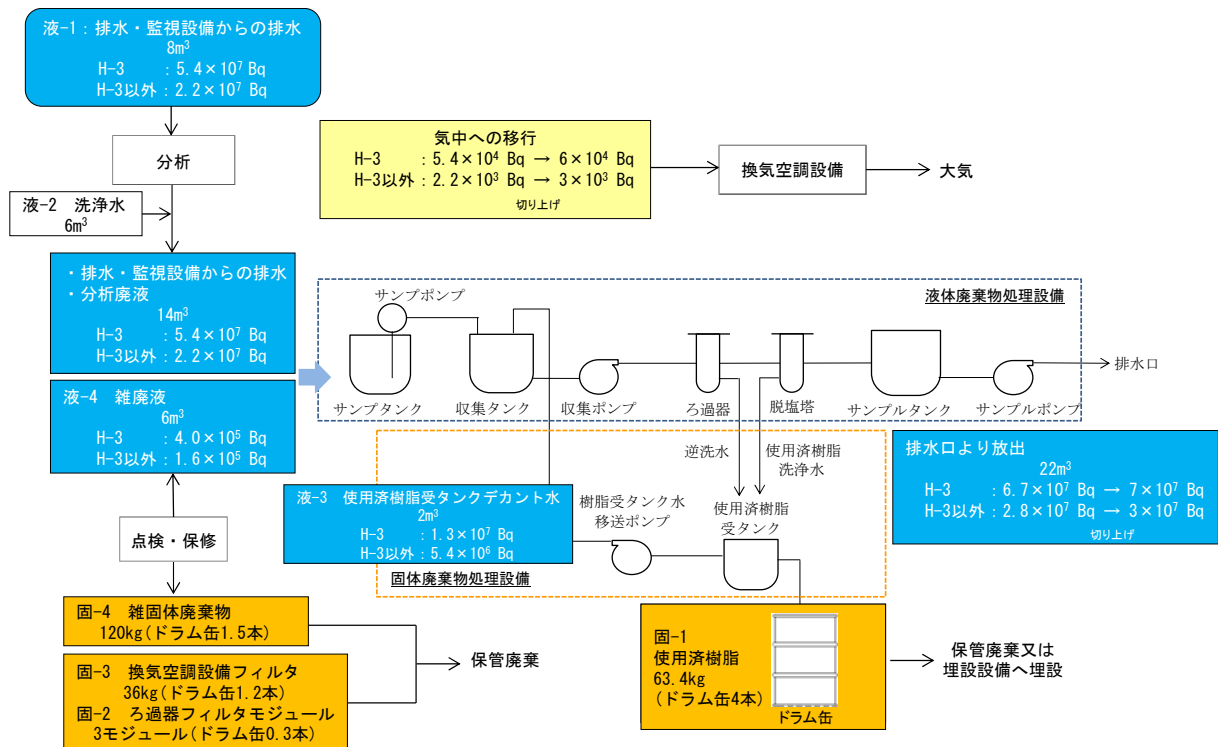 液-1：排水・監視設備からの排水
8m³
H-3　：5.4×10⁷ Bq
H-3以外：2.2×10⁷ Bq
分析
液-2　洗浄水
6m³
・排水・監視設備からの排水
・分析廃液
14m³
H-3　：5.4×10⁷ Bq
H-3以外：2.2×10⁷ Bq
液-4　雑廃液
6m³
H-3　：4.0×10⁵ Bq
H-3以外：1.6×10⁵ Bq
点検・保修
気中への移行
H-3　：5.4×10⁴ Bq → 6×10⁴ Bq
H-3以外：2.2×10³ Bq → 3×10³ Bq
切り上げ
換気空調設備
大気
液体廃棄物処理設備
サンプポンプ
サンプタンク
収集タンク
収集ポンプ
ろ過器
脱塩塔
サンプルタンク
サンプルポンプ
排水口
逆洗水
使用済樹脂
洗浄水
液-3　使用済樹脂受タンクデカント水
2m³
H-3　：1.3×10⁷ Bq
H-3以外：5.4×10⁶ Bq
樹脂受タンク水
移送ポンプ
使用済樹脂
受タンク
固体廃棄物処理設備
排水口より放出
22m³
H-3　：6.7×10⁷ Bq → 7×10⁷ Bq
H-3以外：2.8×10⁷ Bq → 3×10⁷ Bq
切り上げ
固-4　雑固体廃棄物
120kg(ドラム缶1.5本)
固-3　換気空調設備フィルタ
36kg(ドラム缶1.2本)
固-2　ろ過器フィルタモジュール
3モジュール(ドラム缶0.3本)
保管廃棄
固-1
使用済樹脂
63.4kg
(ドラム缶4本)
ドラム缶
保管廃棄又は
埋設設備へ埋設